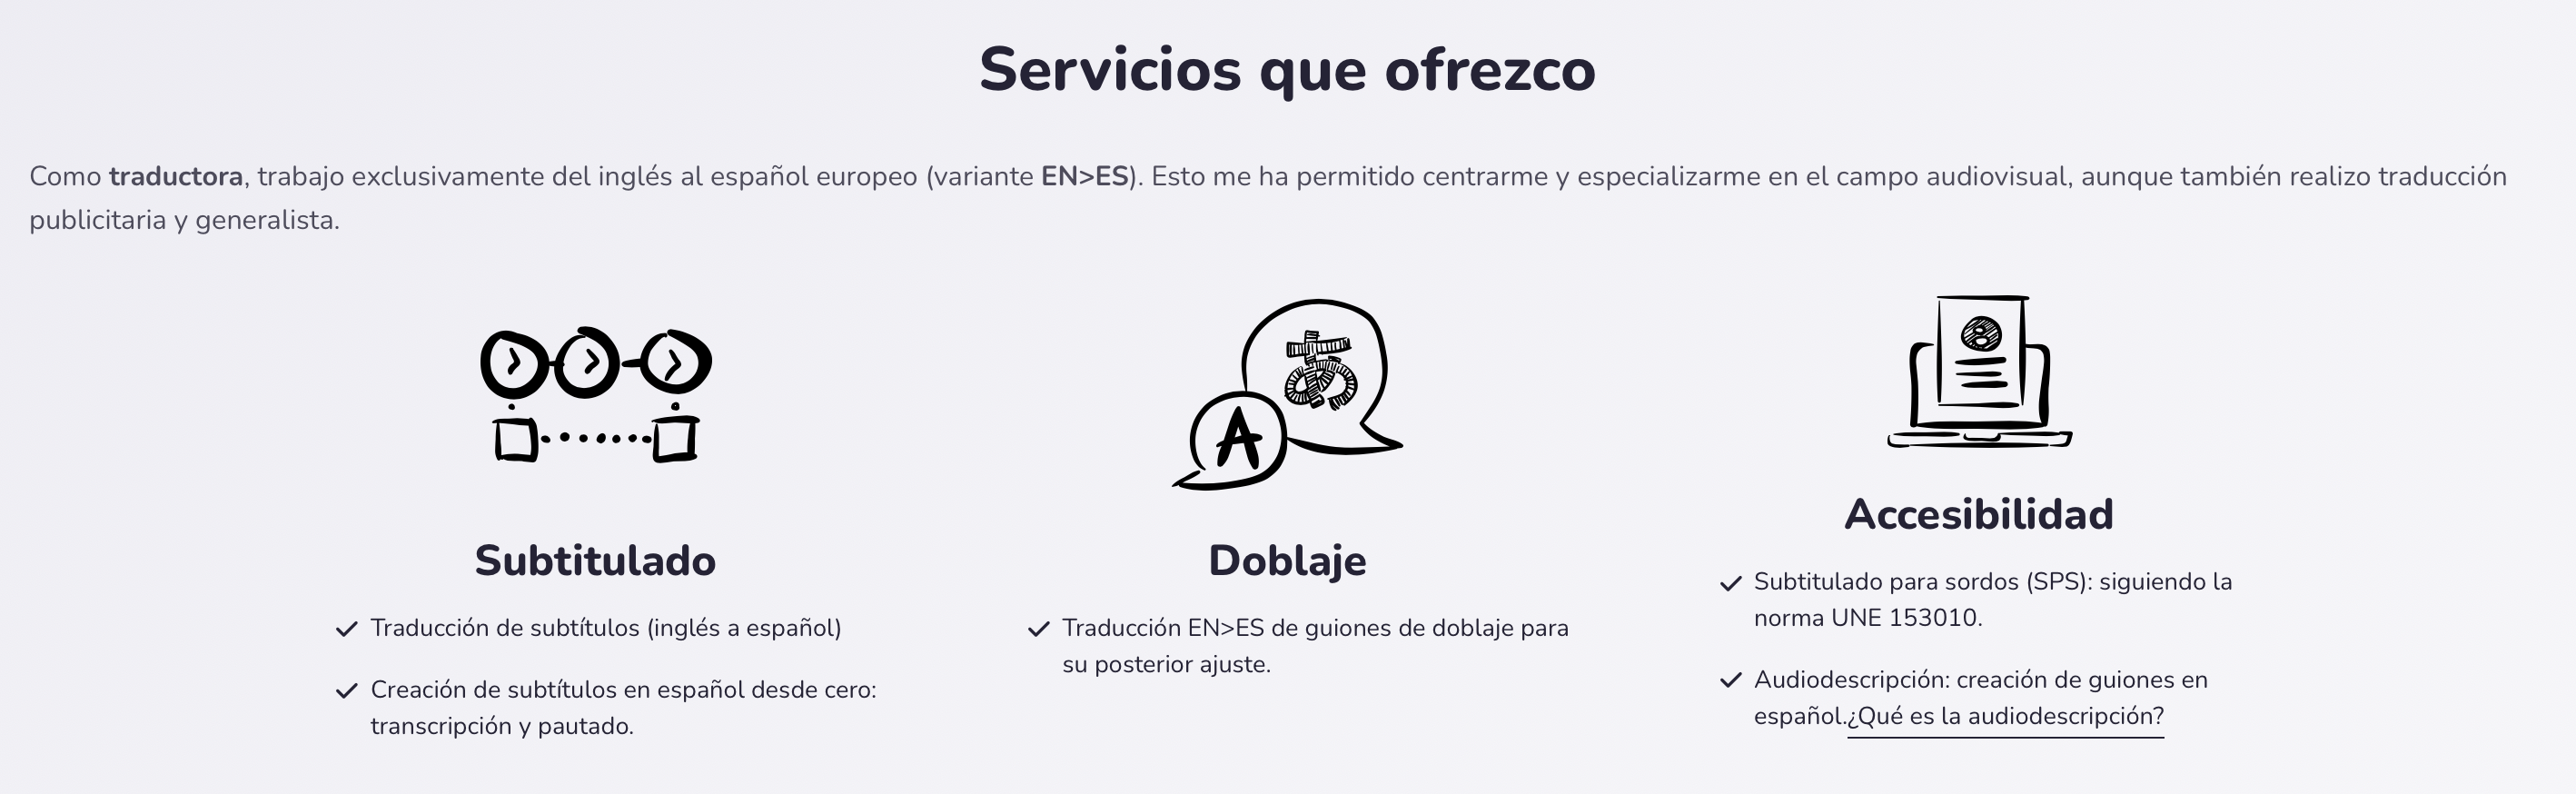 Servicios que ofrezco
Como traductora, trabajo exclusivamente del inglés al español europeo (variante EN>ES). Esto me ha permitido centrarme y especializarme en el campo audiovisual, aunque también realizo traducción
publicitaria y generalista.
あ
A
Subtitulado
Traducción de subtítulos (inglés a español)
Creación de subtítulos en español desde cero:
transcripción y pautado.
Doblaje
Traducción EN>ES de guiones de doblaje para
su posterior ajuste.
Accesibilidad
Subtitulado para sordos (SPS): siguiendo la
norma UNE 153010.
Audiodescripción: creación de guiones en
español.¿Qué es la audiodescripción?